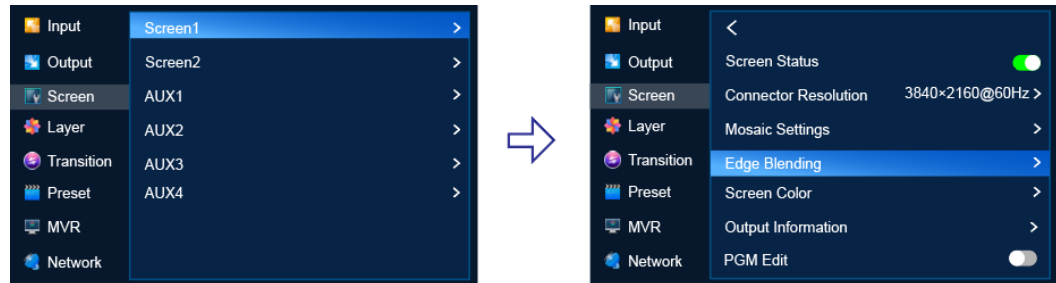 Input
Output
Screen
Layer
Transition
Preset
MVR
Network
Screen1 >
Screen2 >
AUX1 >
AUX2 >
AUX3 >
AUX4 >
Input
Output
Screen
Layer
Transition
Preset
MVR
Network
<
Screen Status
Connector Resolution 3840×2160@60Hz >
Mosaic Settings >
Edge Blending >
Screen Color >
Output Information >
PGM Edit